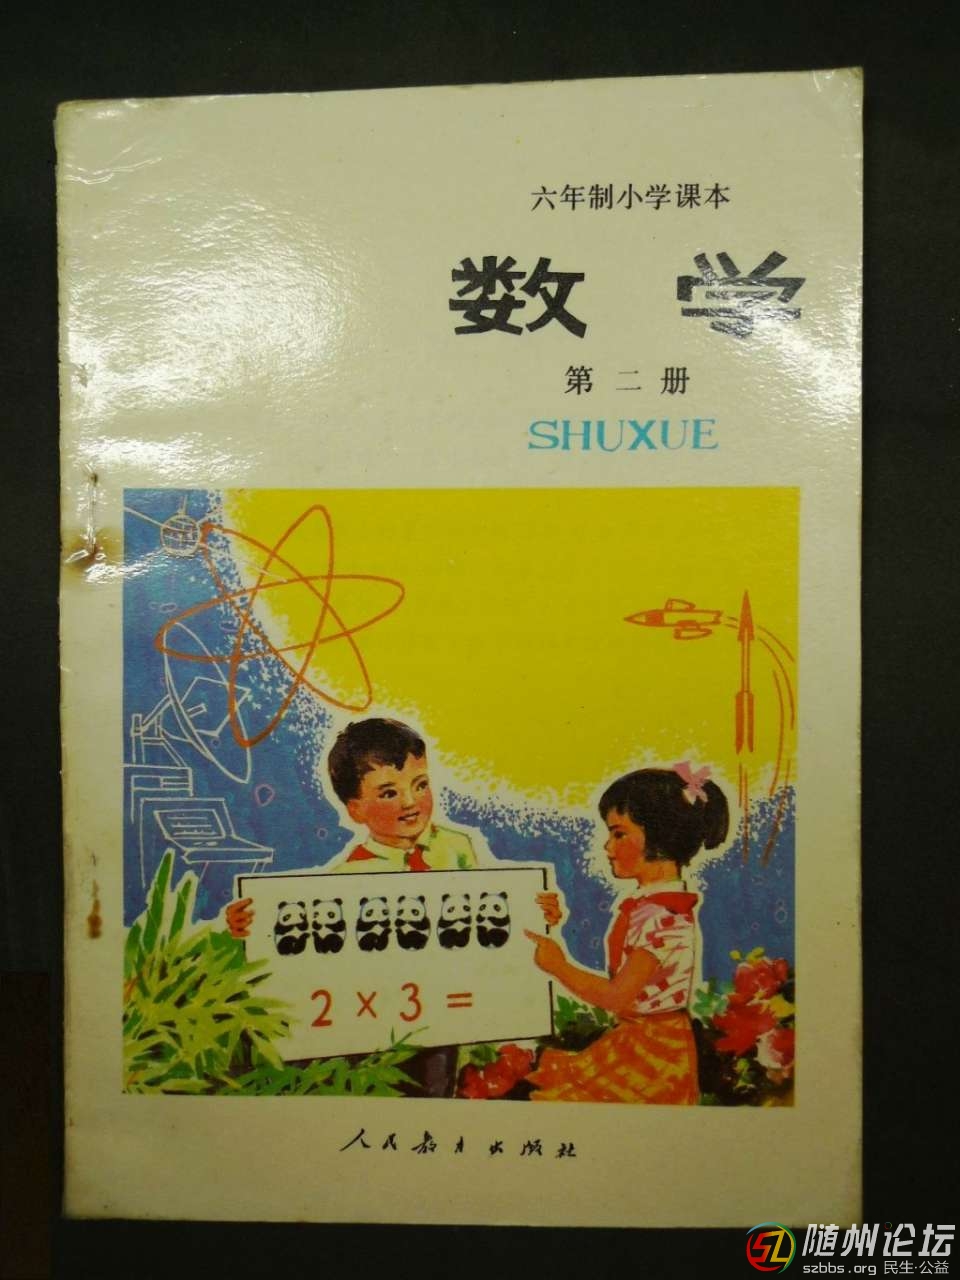 六年制小学课本
数学
第二册
SHUXUE
2 × 3 =
人民教育出版社
随州论坛
szbbs.org 民生·公益